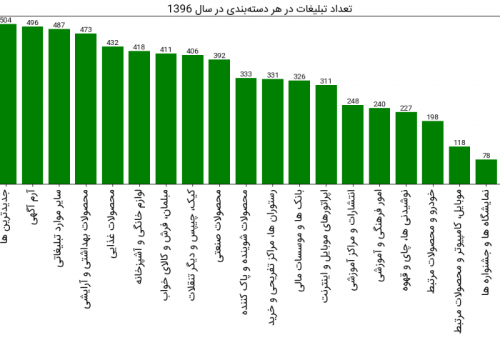 تعداد تبلیغات در هر دسته‌بندی در سال 1396
504
496
487
473
432
418
411
406
392
333
331
326
311
248
240
227
198
118
78
جدیدترین ها
آرم آگهی
سایر موارد تبلیغاتی
محصولات بهداشتی و آرایشی
محصولات غذایی
لوازم خانگی و آشپزخانه
مبلمان، فرش و کالای خواب
کیک، چیپس و دیگر تنقلات
محصولات صنعتی
محصولات شوینده و پاک کننده
رستوران ها، مراکز تفریحی و خرید
بانک ها و موسسات مالی
اپراتورهای موبایل و اینترنت
انتشارات و مراکز آموزشی
امور فرهنگی و آموزشی
نوشیدنی ها، چای و قهوه
خودرو و محصولات مرتبط
موبایل، کامپیوتر و محصولات مرتبط
نمایشگاه ها و جشنواره ها